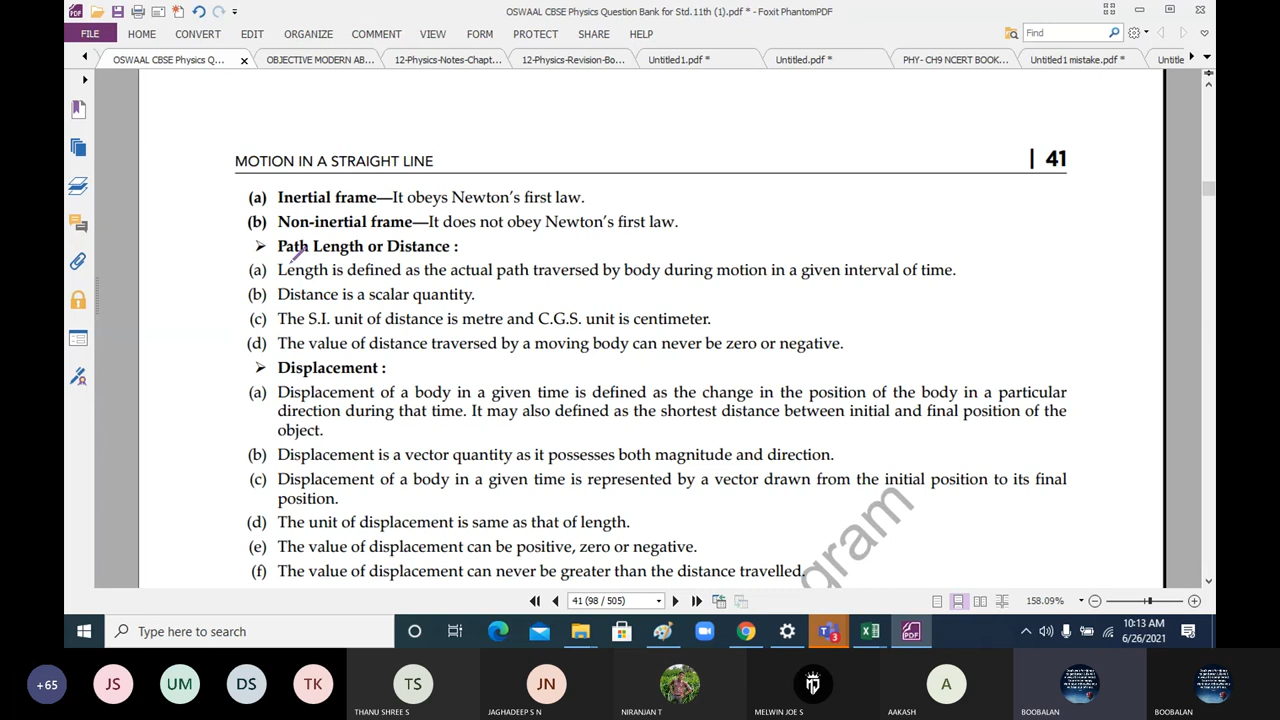 OSWAAL CBSE Physics Question Bank for Std.11th (1).pdf * - Foxit PhantomPDF
FILE HOME CONVERT EDIT ORGANIZE COMMENT VIEW FORM PROTECT SHARE HELP Find
OSWAAL CBSE Physics Q... OBJECTIVE MODERN AB... 12-Physics-Notes-Chapt... 12-Physics-Revision-Bo... Untitled1.pdf * Untitled.pdf * PHY- CH9 NCERT BOOK... Untitled1 mistake.pdf * Untitle
MOTION IN A STRAIGHT LINE | 41
(a) Inertial frame—It obeys Newton's first law.
(b) Non-inertial frame—It does not obey Newton's first law.
➢ Path Length or Distance :
(a) Length is defined as the actual path traversed by body during motion in a given interval of time.
(b) Distance is a scalar quantity.
(c) The S.I. unit of distance is metre and C.G.S. unit is centimeter.
(d) The value of distance traversed by a moving body can never be zero or negative.
➢ Displacement :
(a) Displacement of a body in a given time is defined as the change in the position of the body in a particular
direction during that time. It may also defined as the shortest distance between initial and final position of the
object.
(b) Displacement is a vector quantity as it possesses both magnitude and direction.
(c) Displacement of a body in a given time is represented by a vector drawn from the initial position to its final
position.
(d) The unit of displacement is same as that of length.
(e) The value of displacement can be positive, zero or negative.
(f) The value of displacement can never be greater than the distance travelled.
gram
41 (98 / 505) 158.09%
Type here to search 3 PDF 10:13 AM
6/26/2021
+65 JS UM DS TK TS JN A
THANU SHREE S JAGHADEEP S N NIRANJAN T MELWIN JOE S AAKASH BOOBALAN BOOBALAN